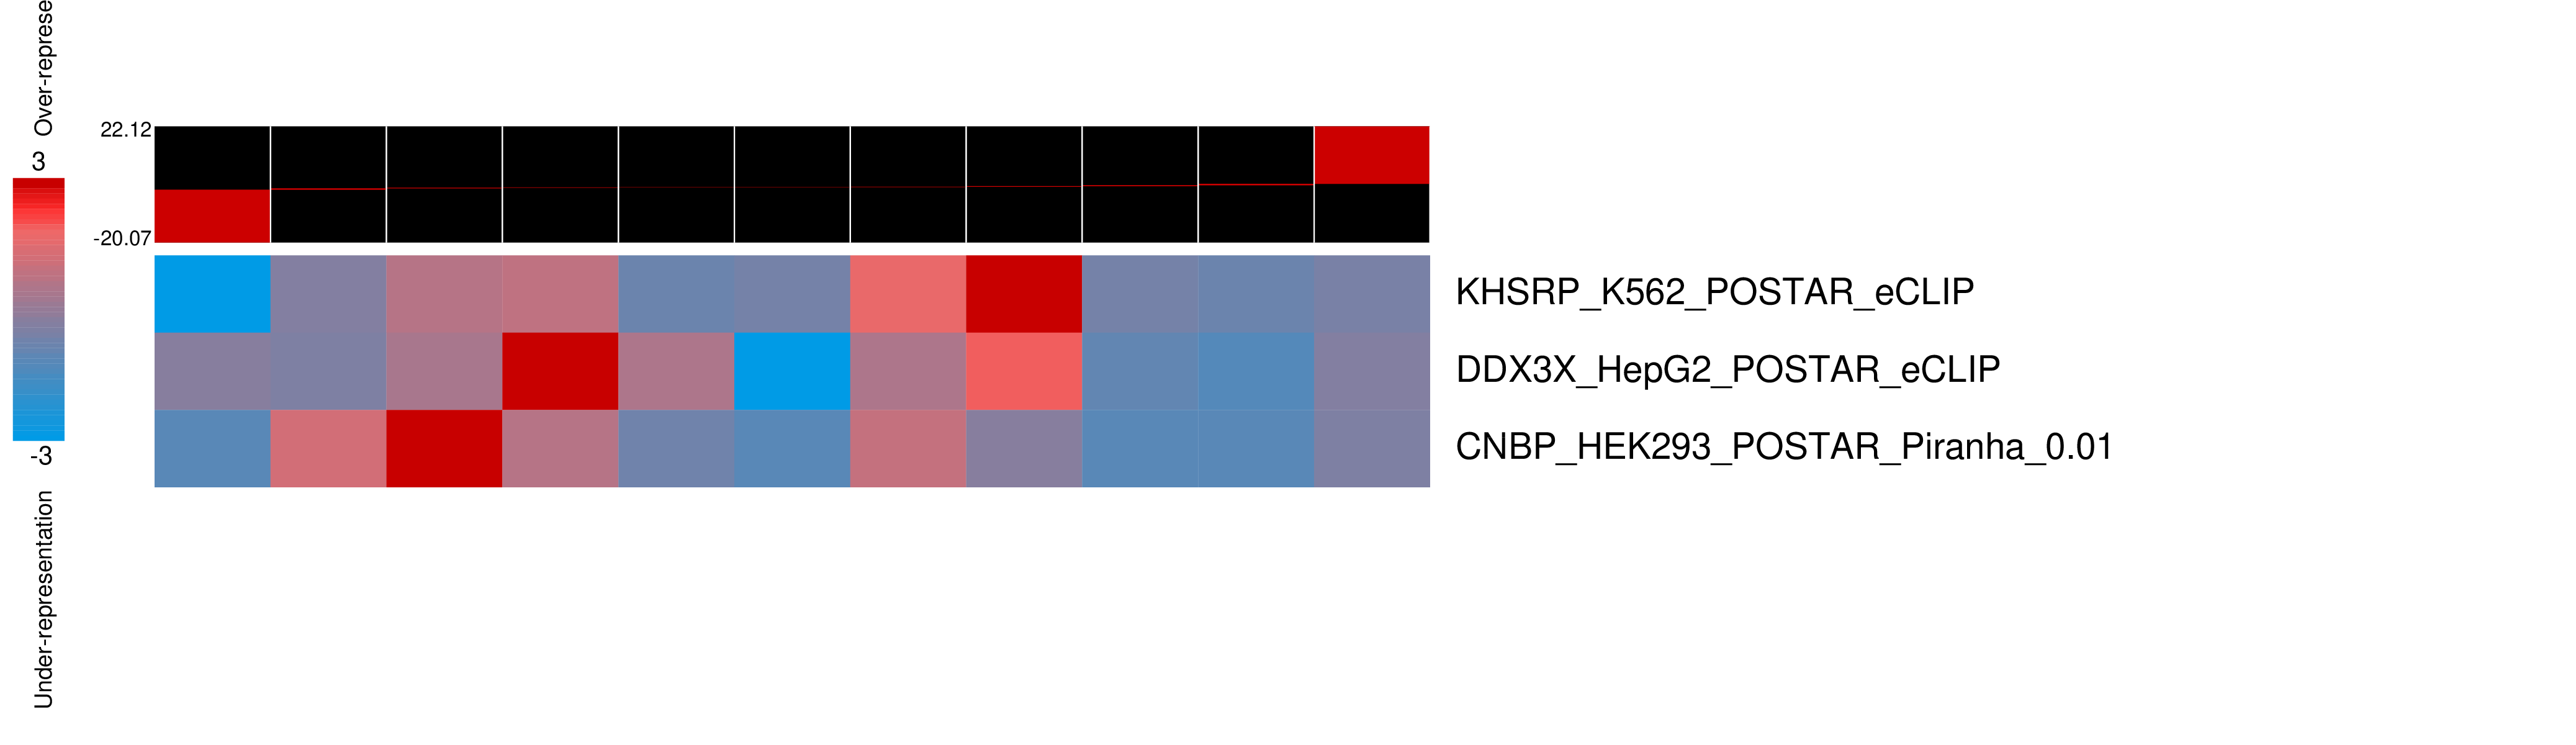 Over-represe
22.12
3
-20.07
KHSRP_K562_POSTAR_eCLIP
DDX3X_HepG2_POSTAR_eCLIP
CNBP_HEK293_POSTAR_Piranha_0.01
-3
Under-representation